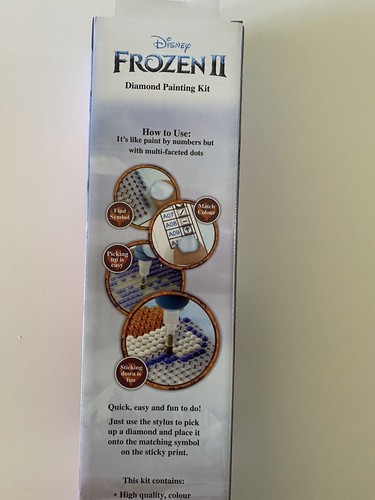 Disney
FROZEN II
Diamond Painting Kit
How to Use:
It's like paint by numbers but
with multi-faceted dots
Find
Symbol
Match
Colour
A07
A08
A09
Picking
up is
easy
Sticking
down is
fun
Quick, easy and fun to do!
Just use the stylus to pick
up a diamond and place it
onto the matching symbol
on the sticky print.
This kit contains:
• High quality, colour